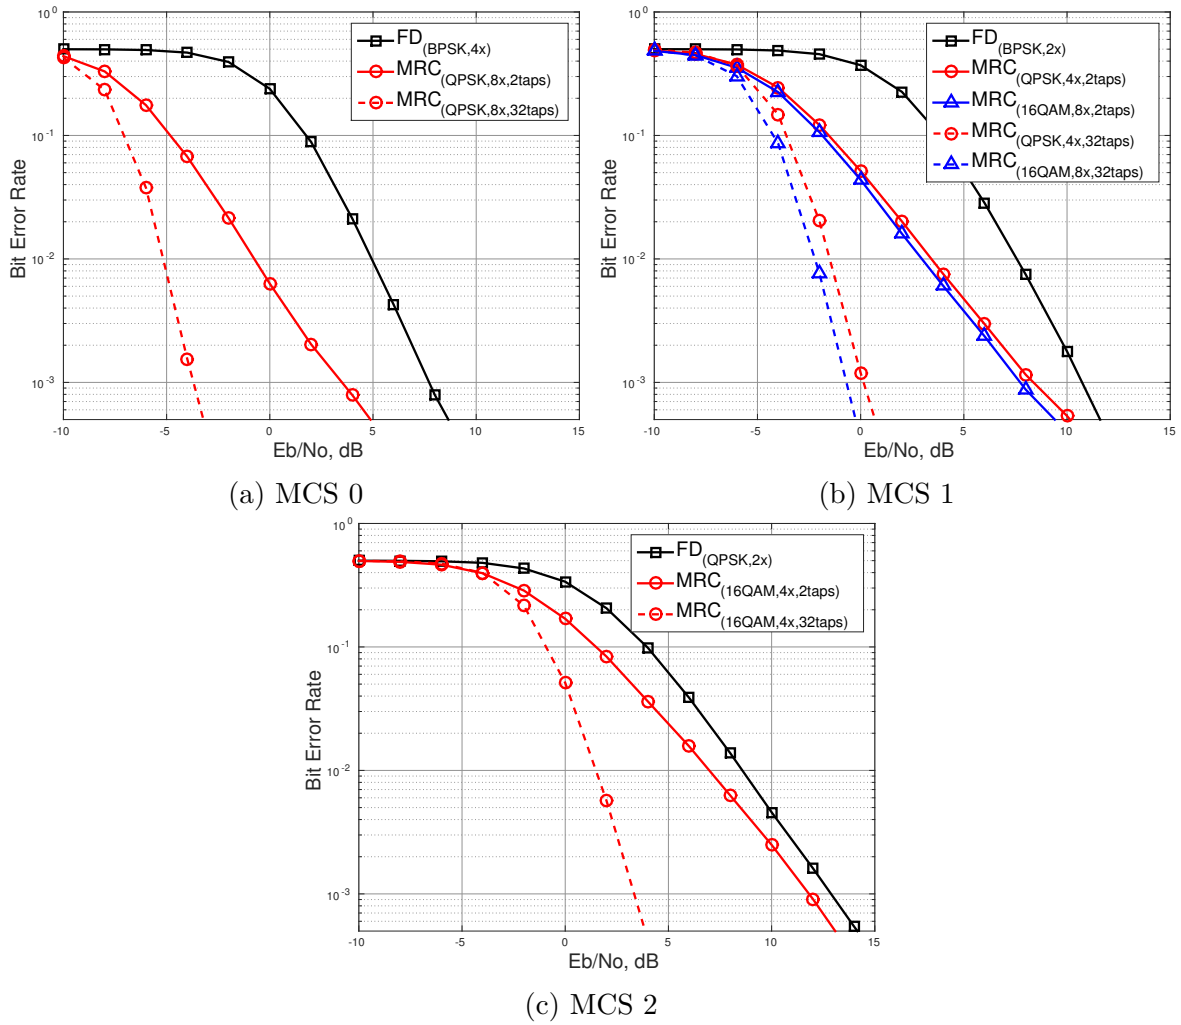 FD(BPSK,4x)
MRC(QPSK,8x,2taps)
MRC(QPSK,8x,32taps)
Bit Error Rate
10^0
10^-1
10^-2
10^-3
-10 -5 0 5 10 15
Eb/No, dB
(a) MCS 0
FD(BPSK,2x)
MRC(QPSK,4x,2taps)
MRC(16QAM,8x,2taps)
MRC(QPSK,4x,32taps)
MRC(16QAM,8x,32taps)
Bit Error Rate
10^0
10^-1
10^-2
10^-3
-10 -5 0 5 10 15
Eb/No, dB
(b) MCS 1
FD(QPSK,2x)
MRC(16QAM,4x,2taps)
MRC(16QAM,4x,32taps)
Bit Error Rate
10^0
10^-1
10^-2
10^-3
-10 -5 0 5 10 15
Eb/No, dB
(c) MCS 2